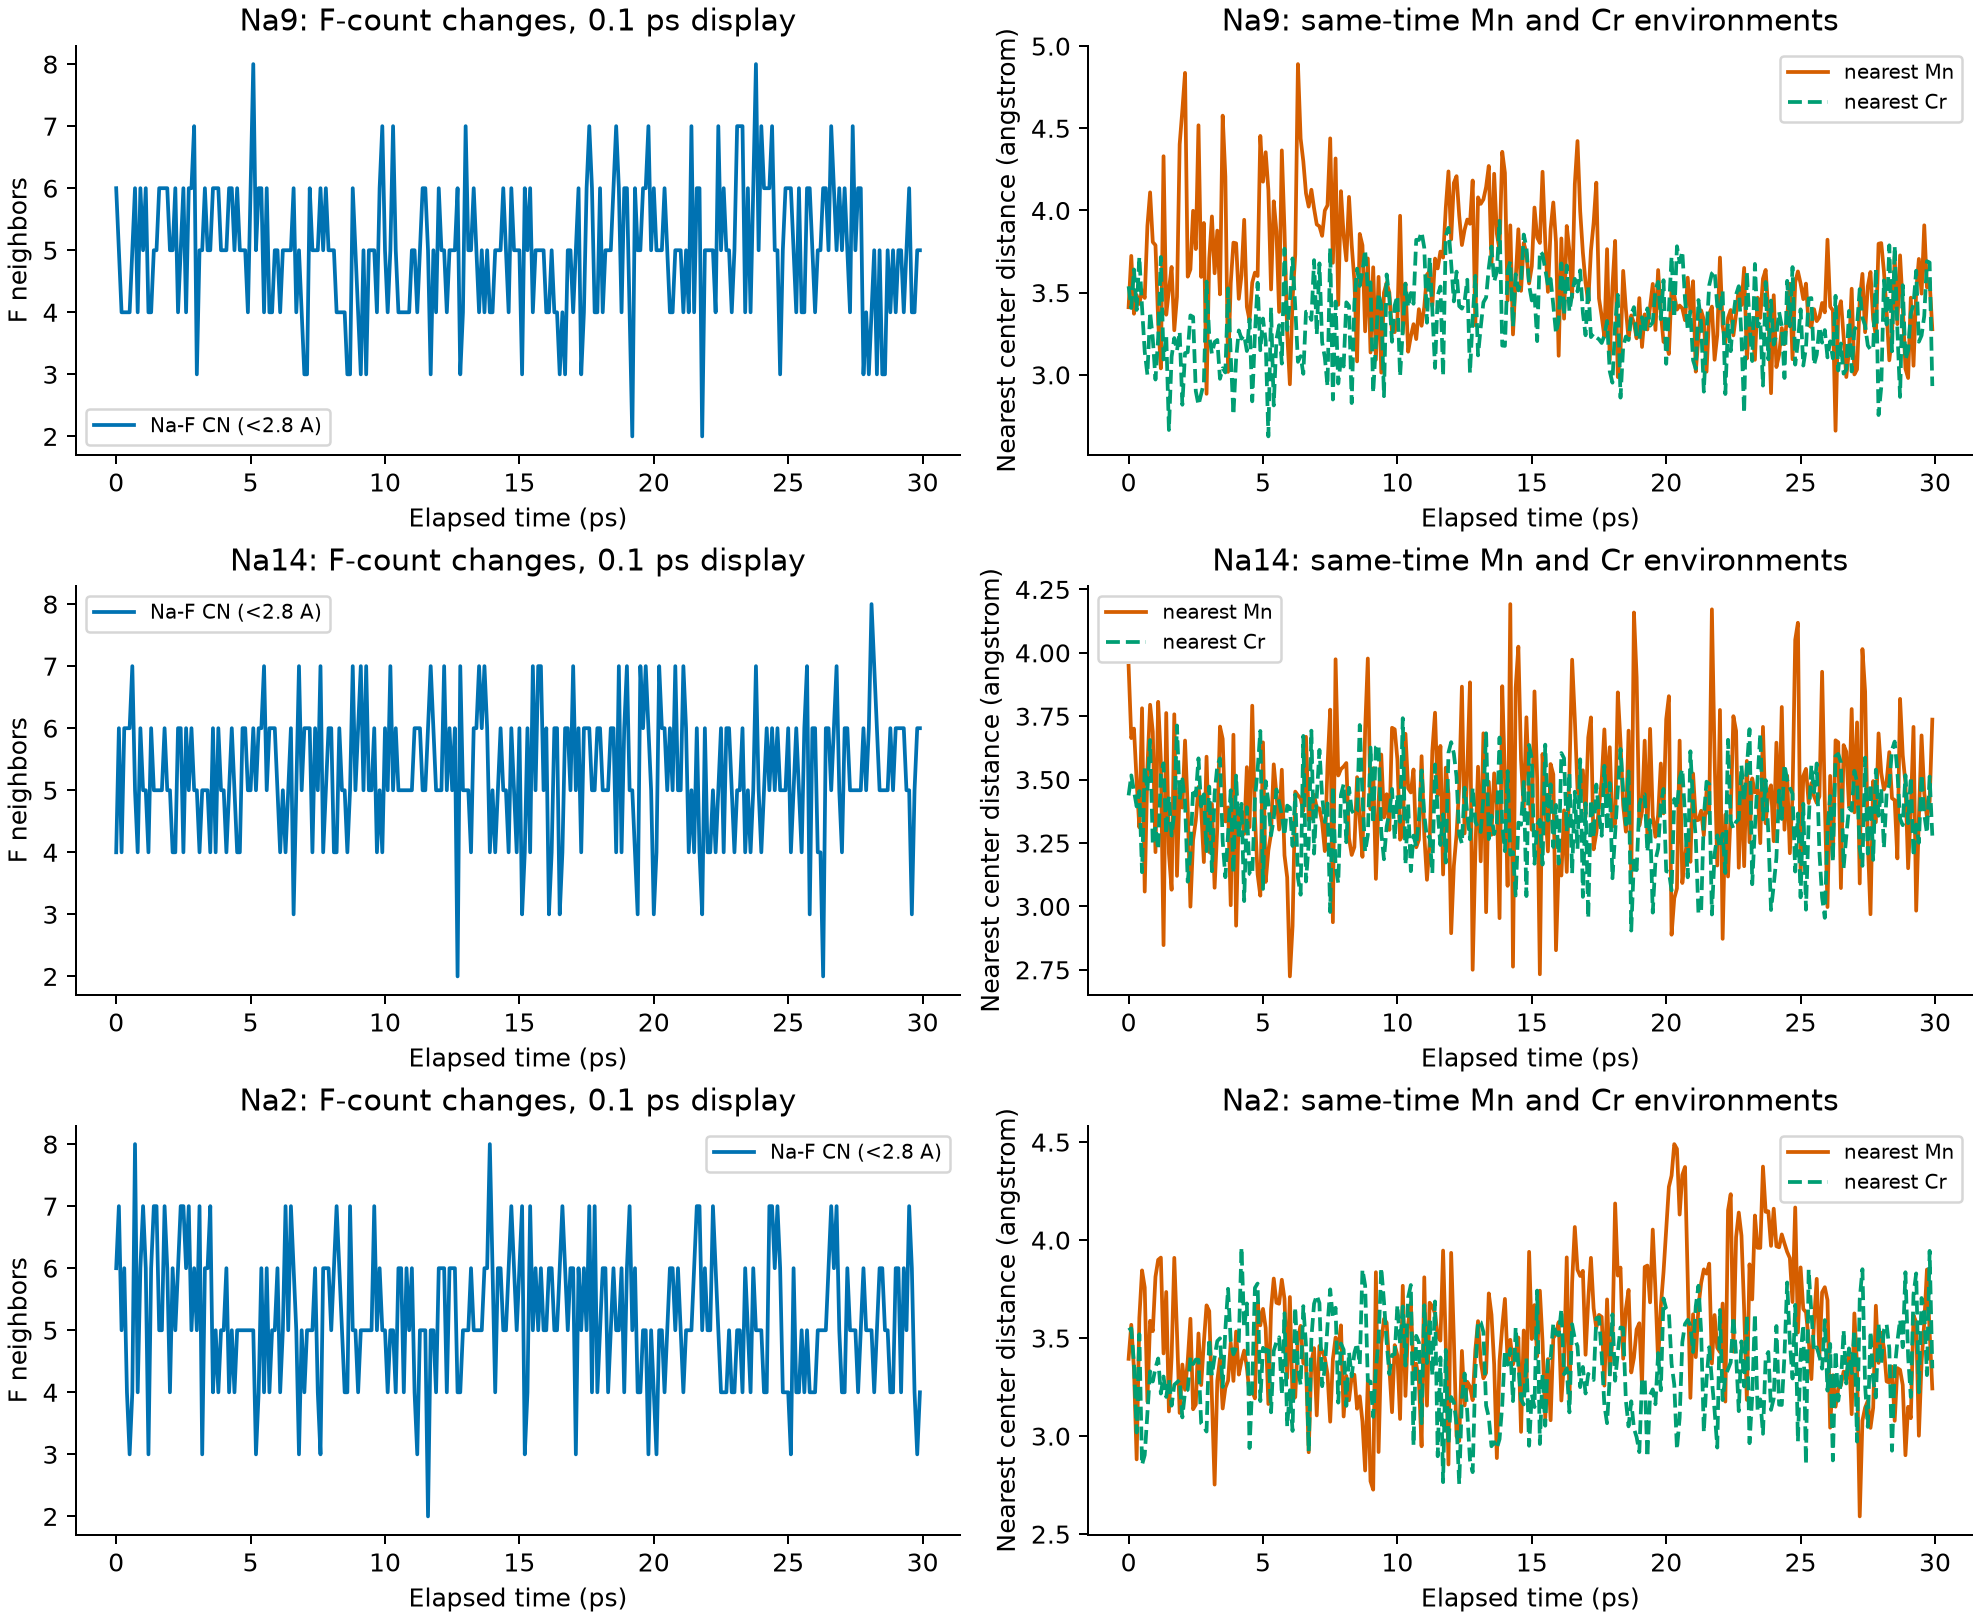 Na9: F-count changes, 0.1 ps display
F neighbors
8
7
6
5
4
3
2
Na-F CN (<2.8 A)
0 5 10 15 20 25 30
Elapsed time (ps)
Na9: same-time Mn and Cr environments
Nearest center distance (angstrom)
5.0
4.5
4.0
3.5
3.0
nearest Mn
nearest Cr
0 5 10 15 20 25 30
Elapsed time (ps)
Na14: F-count changes, 0.1 ps display
F neighbors
8
7
6
5
4
3
2
Na-F CN (<2.8 A)
0 5 10 15 20 25 30
Elapsed time (ps)
Na14: same-time Mn and Cr environments
Nearest center distance (angstrom)
4.25
4.00
3.75
3.50
3.25
3.00
2.75
nearest Mn
nearest Cr
0 5 10 15 20 25 30
Elapsed time (ps)
Na2: F-count changes, 0.1 ps display
F neighbors
8
7
6
5
4
3
2
Na-F CN (<2.8 A)
0 5 10 15 20 25 30
Elapsed time (ps)
Na2: same-time Mn and Cr environments
Nearest center distance (angstrom)
4.5
4.0
3.5
3.0
2.5
nearest Mn
nearest Cr
0 5 10 15 20 25 30
Elapsed time (ps)